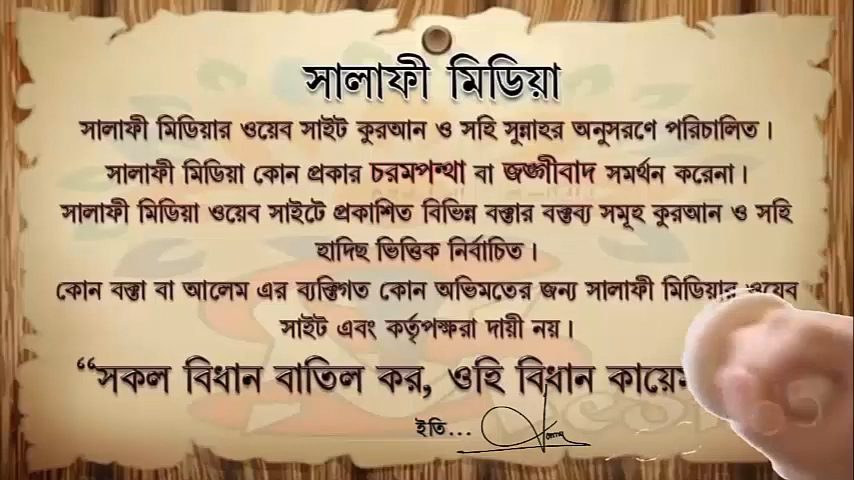 সালাফী মিডিয়া
সালাফী মিডিয়ার ওয়েব সাইট কুরআন ও সহি সুন্নাহর অনুসরণে পরিচালিত।
সালাফী মিডিয়া কোন প্রকার চরমপন্থা বা জঙ্গীবাদ সমর্থন করেনা।
সালাফী মিডিয়া ওয়েব সাইটে প্রকাশিত বিভিন্ন বক্তার বক্তব্য সমূহ কুরআন ও সহি
হাদিছ ভিত্তিক নির্বাচিত।
কোন বক্তা বা আলেম এর ব্যক্তিগত কোন অভিমতের জন্য সালাফী মিডিয়ার ওয়েব
সাইট এবং কর্তৃপক্ষরা দায়ী নয়।
“সকল বিধান বাতিল কর, ওহি বিধান
ইতি...